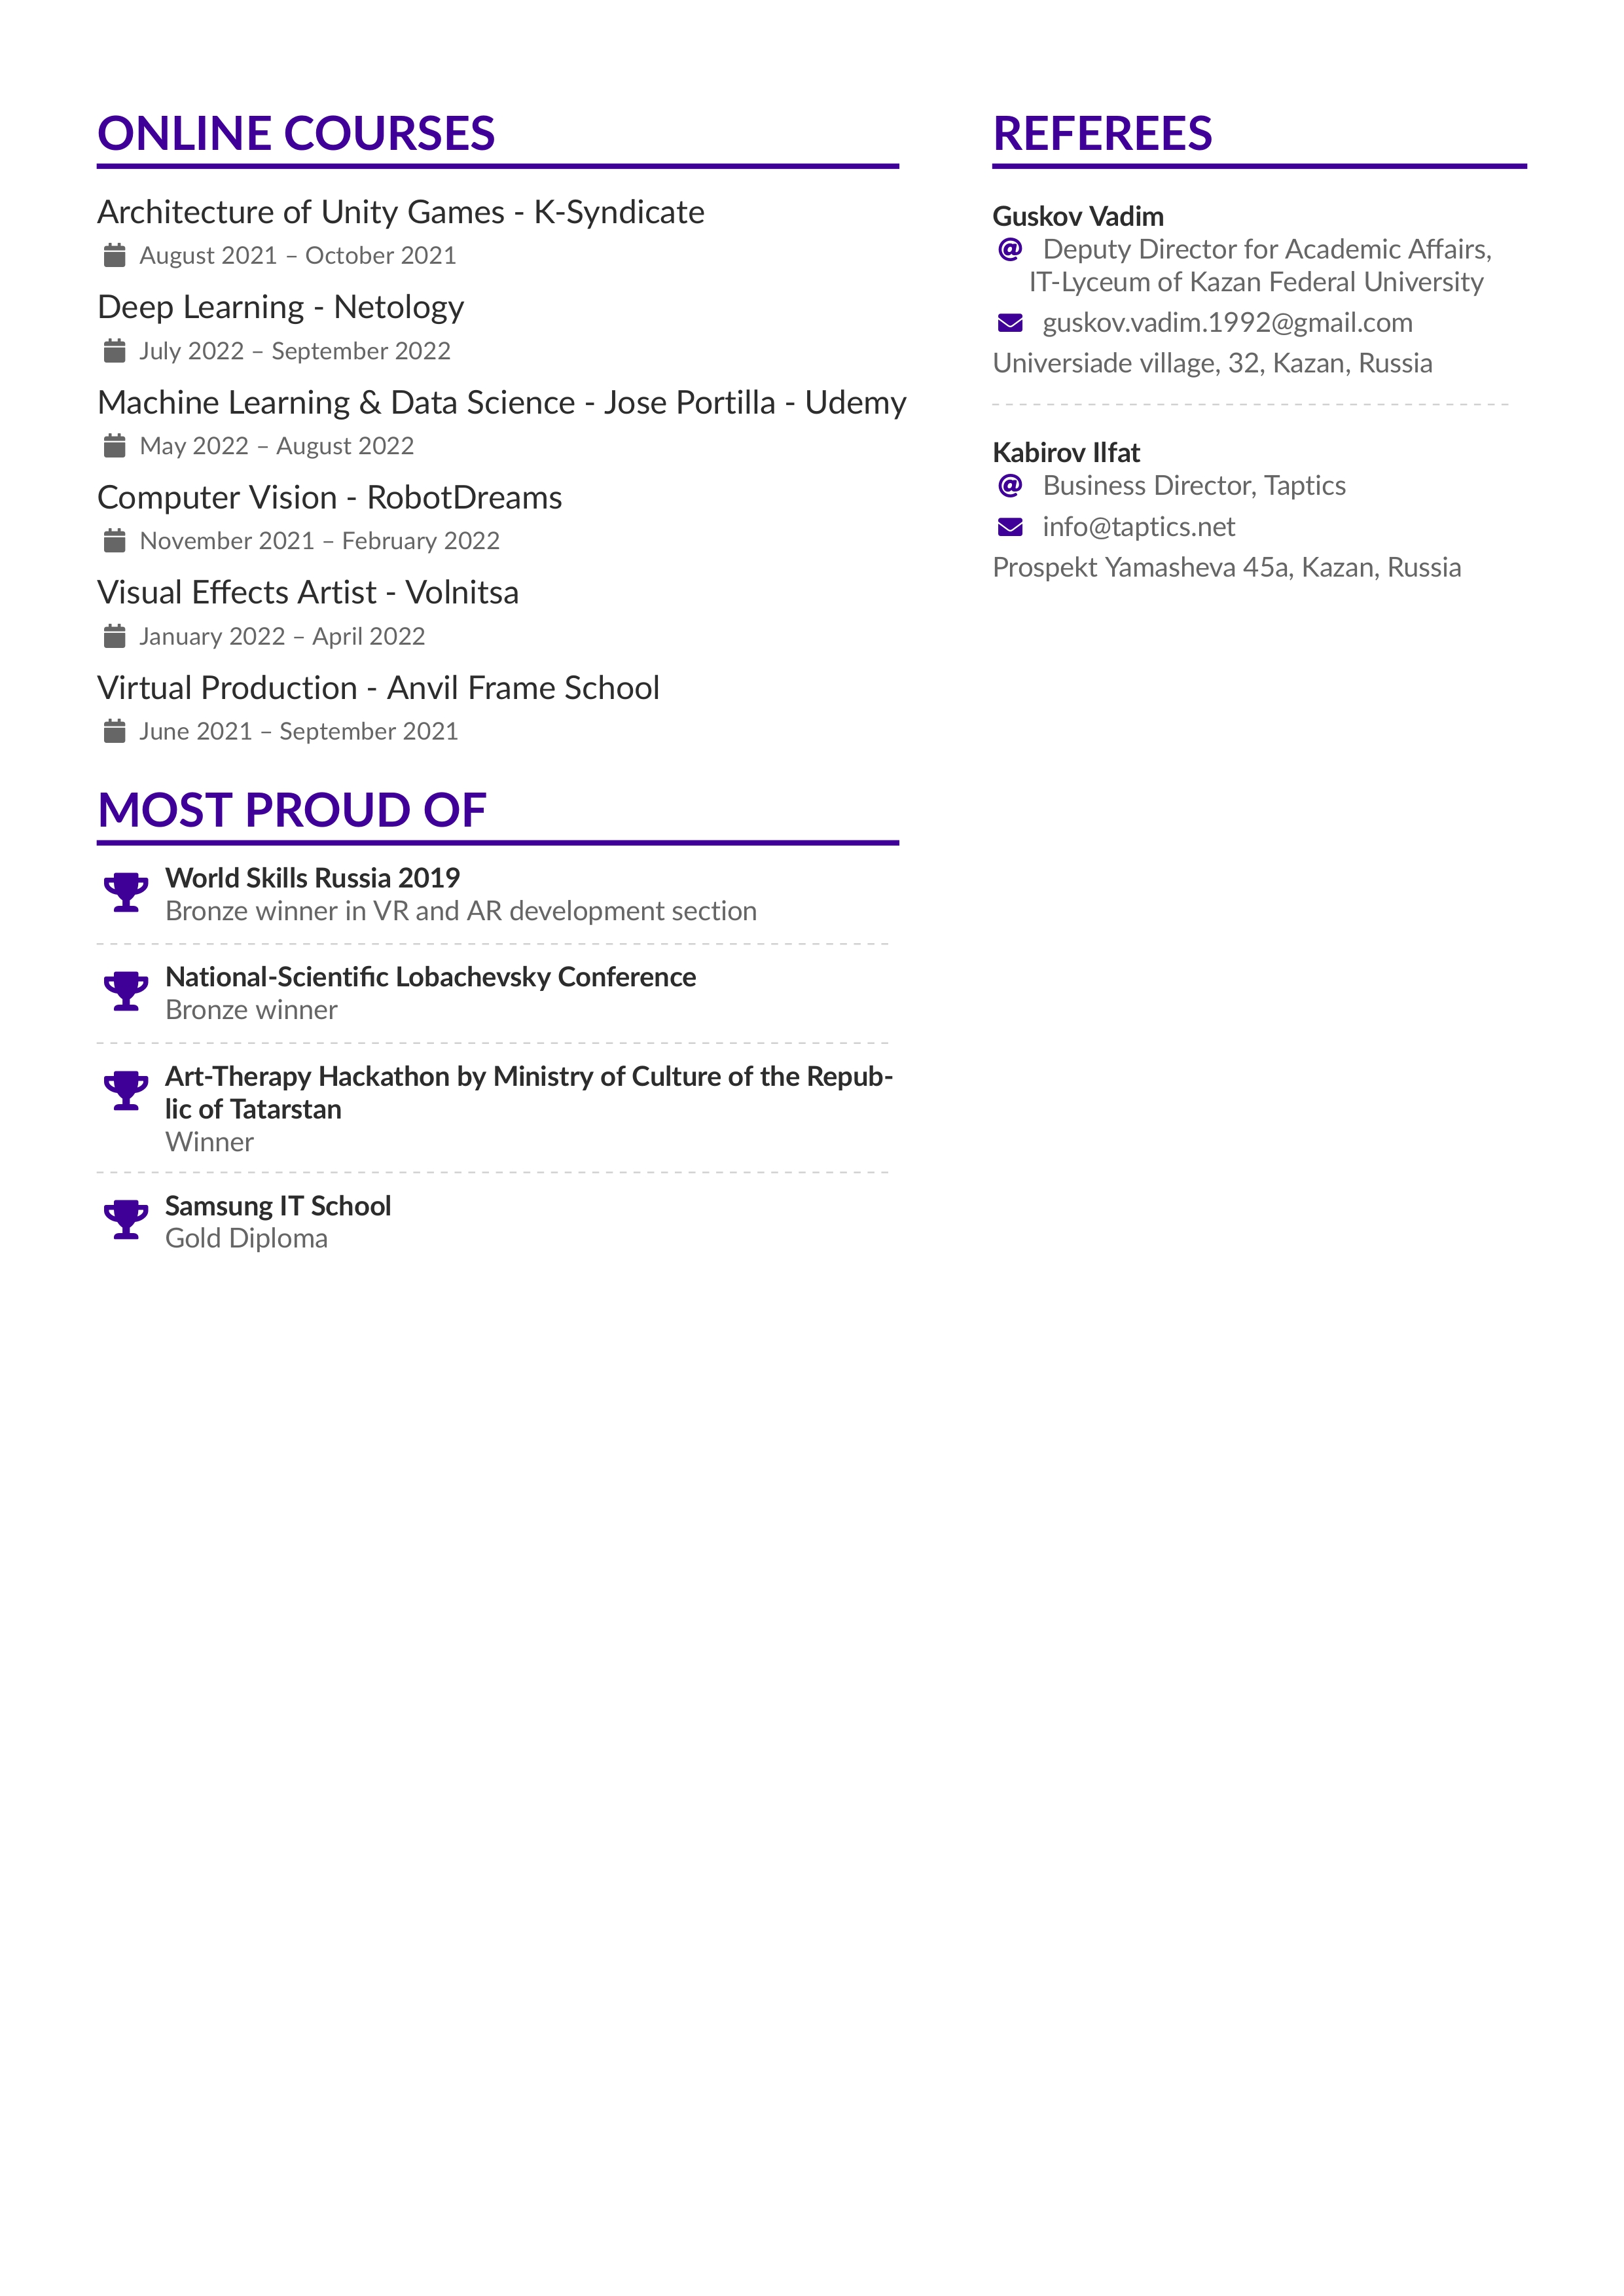 ONLINE COURSES
Architecture of Unity Games - K-Syndicate
August 2021 – October 2021
Deep Learning - Netology
July 2022 – September 2022
Machine Learning & Data Science - Jose Portilla - Udemy
May 2022 – August 2022
Computer Vision - RobotDreams
November 2021 – February 2022
Visual Effects Artist - Volnitsa
January 2022 – April 2022
Virtual Production - Anvil Frame School
June 2021 – September 2021
MOST PROUD OF
World Skills Russia 2019
Bronze winner in VR and AR development section
National-Scientific Lobachevsky Conference
Bronze winner
Art-Therapy Hackathon by Ministry of Culture of the Repub-
lic of Tatarstan
Winner
Samsung IT School
Gold Diploma
REFEREES
Guskov Vadim
@ Deputy Director for Academic Affairs,
IT-Lyceum of Kazan Federal University
guskov.vadim.1992@gmail.com
Universiade village, 32, Kazan, Russia
Kabirov Ilfat
@ Business Director, Taptics
info@taptics.net
Prospekt Yamasheva 45a, Kazan, Russia